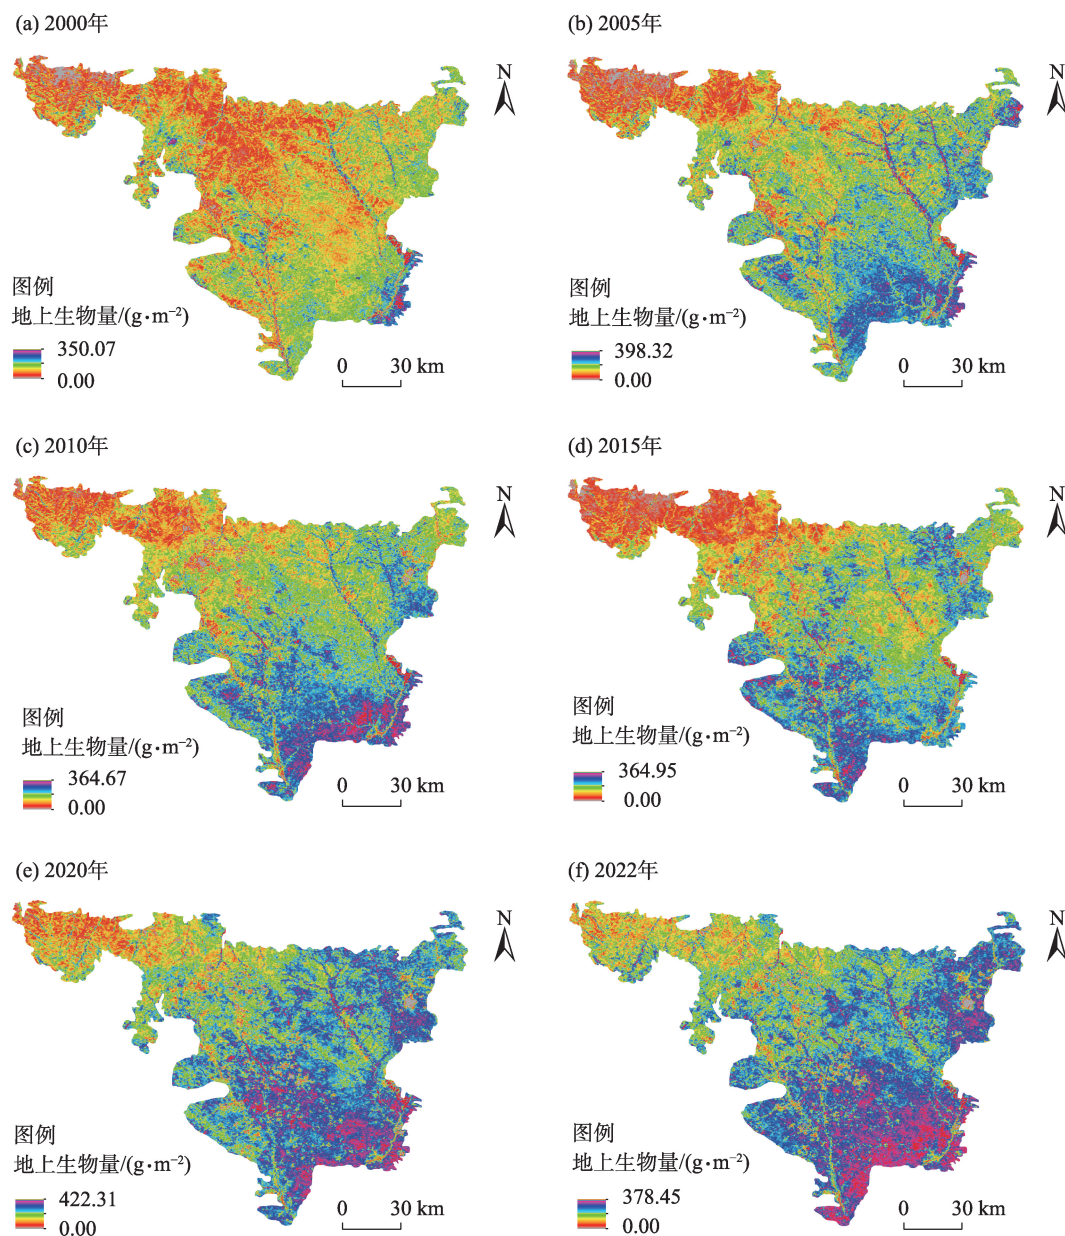 (a) 2000年
N
图例
地上生物量/(g·m⁻²)
350.07
0.00
0 30 km
(b) 2005年
N
图例
地上生物量/(g·m⁻²)
398.32
0.00
0 30 km
(c) 2010年
N
图例
地上生物量/(g·m⁻²)
364.67
0.00
0 30 km
(d) 2015年
N
图例
地上生物量/(g·m⁻²)
364.95
0.00
0 30 km
(e) 2020年
N
图例
地上生物量/(g·m⁻²)
422.31
0.00
0 30 km
(f) 2022年
N
图例
地上生物量/(g·m⁻²)
378.45
0.00
0 30 km